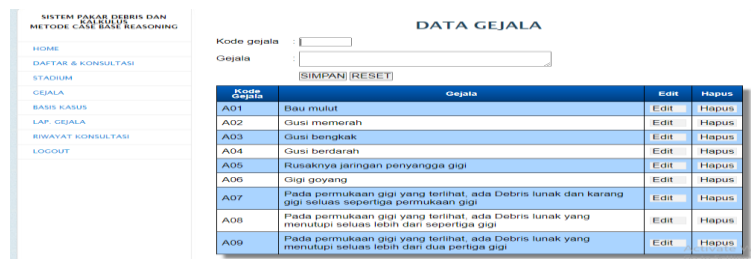 SISTEM PAKAR DEBRIS DAN
KALKULUS
METODE CASE BASE REASONING
HOME
DAFTAR & KONSULTASI
STADIUM
GEJALA
BASIS KASUS
LAP. GEJALA
RIWAYAT KONSULTASI
LOGOUT
DATA GEJALA
Kode gejala :
Gejala :
SIMPAN RESET
Kode Gejala Gejala Edit Hapus
A01 Bau mulut Edit Hapus
A02 Gusi memerah Edit Hapus
A03 Gusi bengkak Edit Hapus
A04 Gusi berdarah Edit Hapus
A05 Rusaknya jaringan penyangga gigi Edit Hapus
A06 Gigi goyang Edit Hapus
A07 Pada permukaan gigi yang terlihat, ada Debris lunak dan karang
gigi seluas sepertiga permukaan gigi Edit Hapus
A08 Pada permukaan gigi yang terlihat, ada Debris lunak yang
menutupi seluas lebih dari sepertiga gigi Edit Hapus
A09 Pada permukaan gigi yang terlihat, ada Debris lunak yang
menutupi seluas lebih dari dua pertiga gigi Edit Hapus